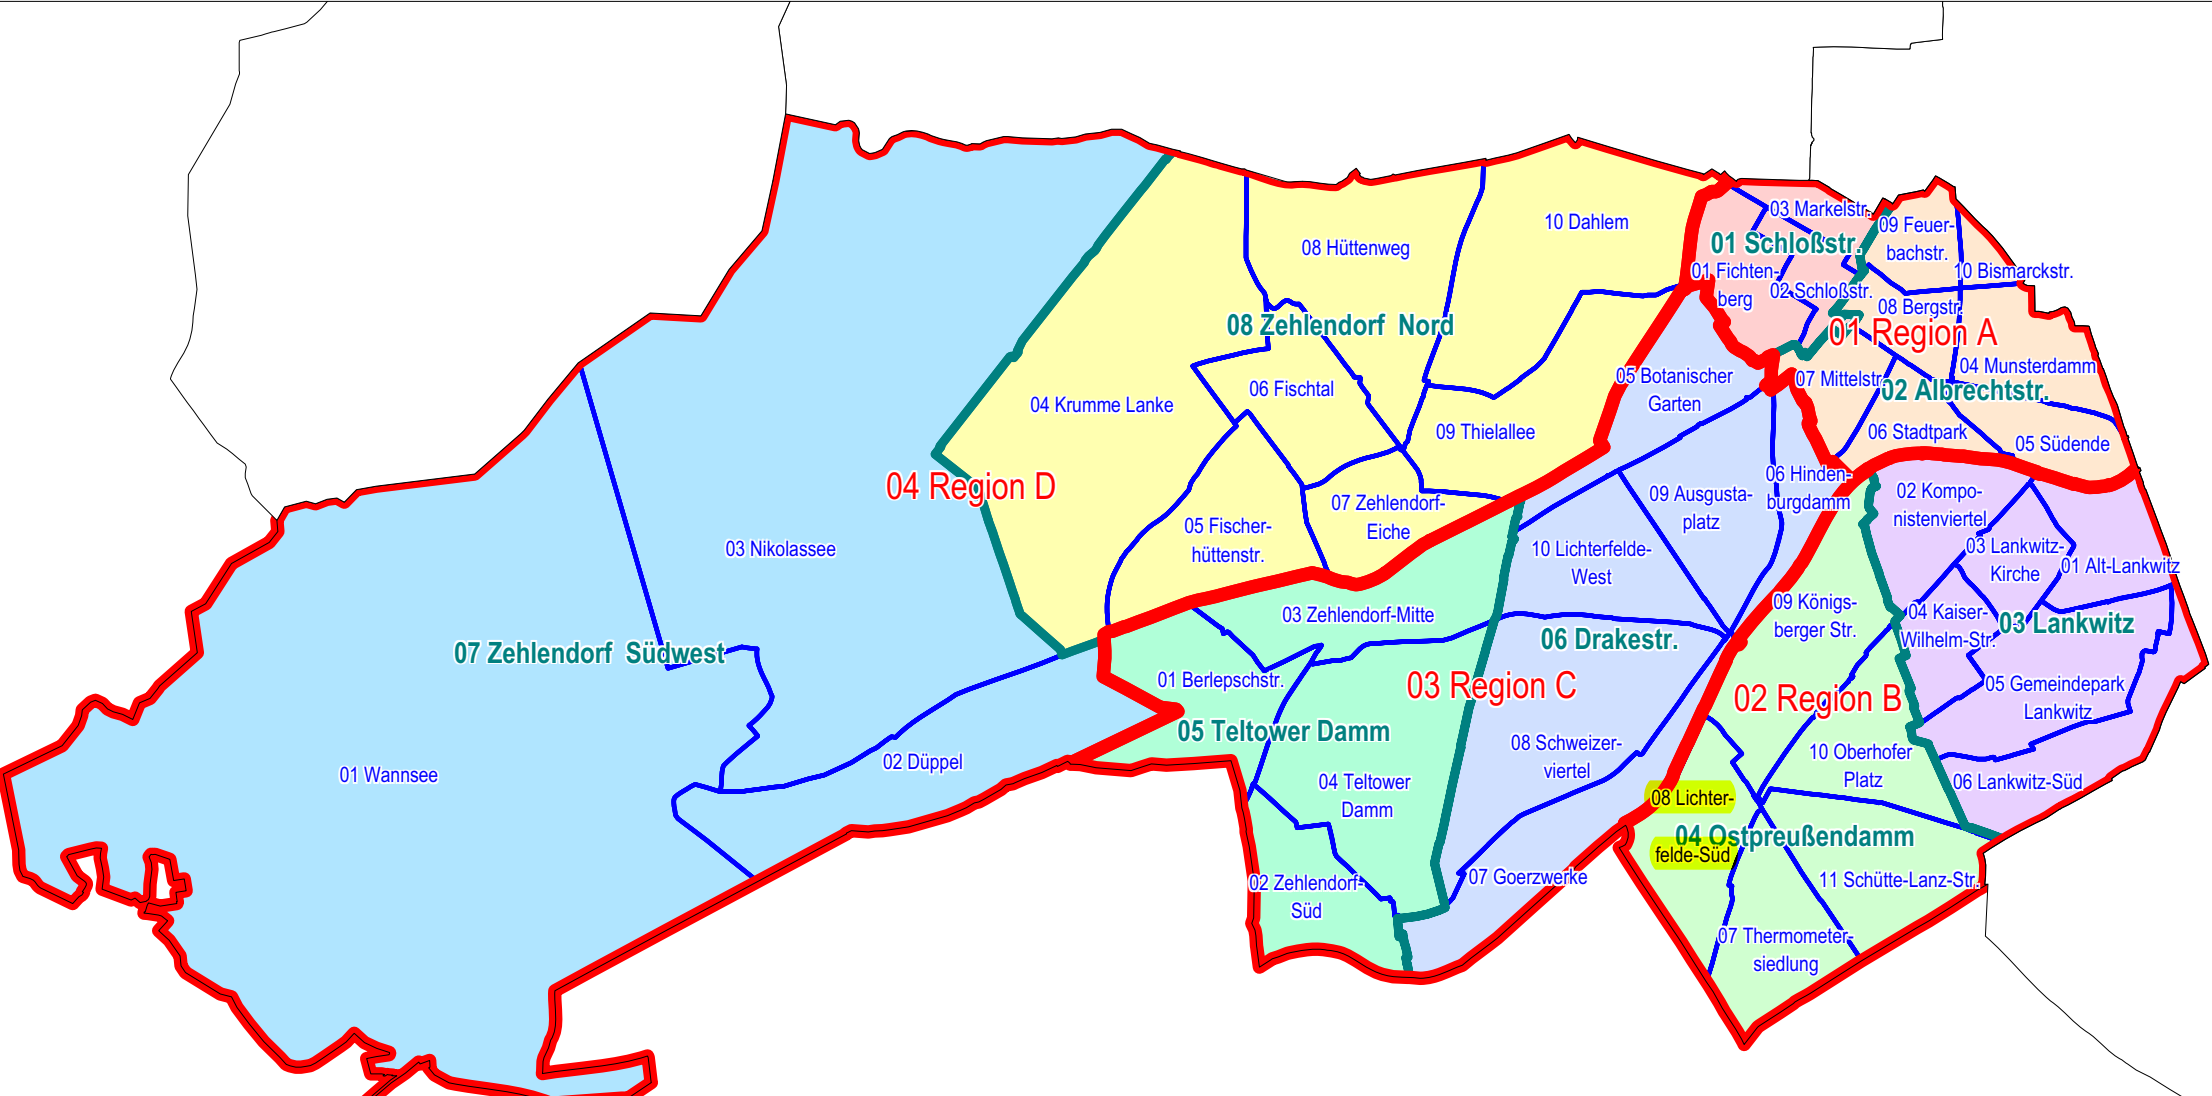 03 Markelstr.
10 Dahlem
09 Feuer-
bachstr.
01 Schloßstr.
08 Hüttenweg
01 Fichten-
berg
10 Bismarckstr.
02 Schloßstr.
08 Bergstr.
08 Zehlendorf Nord
01 Region A
04 Munsterdamm
05 Botanischer
Garten
07 Mittelstr.
02 Albrechtstr.
06 Fischtal
04 Krumme Lanke
09 Thielallee
06 Stadtpark
05 Südende
04 Region D
06 Hinden-
burgdamm
09 Ausgusta-
platz
02 Kompo-
nistenviertel
07 Zehlendorf-
Eiche
05 Fischer-
hüttenstr.
03 Nikolassee
10 Lichterfelde-
West
03 Lankwitz-
Kirche
01 Alt-Lankwitz
03 Zehlendorf-Mitte
09 Königs-
berger Str.
04 Kaiser-
Wilhelm-Str.
03 Lankwitz
07 Zehlendorf Südwest
06 Drakestr.
01 Berlepschstr.
03 Region C
02 Region B
05 Gemeindepark
Lankwitz
05 Teltower Damm
08 Schweizer-
viertel
10 Oberhofer
Platz
01 Wannsee
02 Düppel
04 Teltower
Damm
06 Lankwitz-Süd
08 Lichter-
felde-Süd
04 Ostpreußendamm
02 Zehlendorf-
Süd
07 Goerzwerke
11 Schütte-Lanz-Str.
07 Thermometer-
siedlung